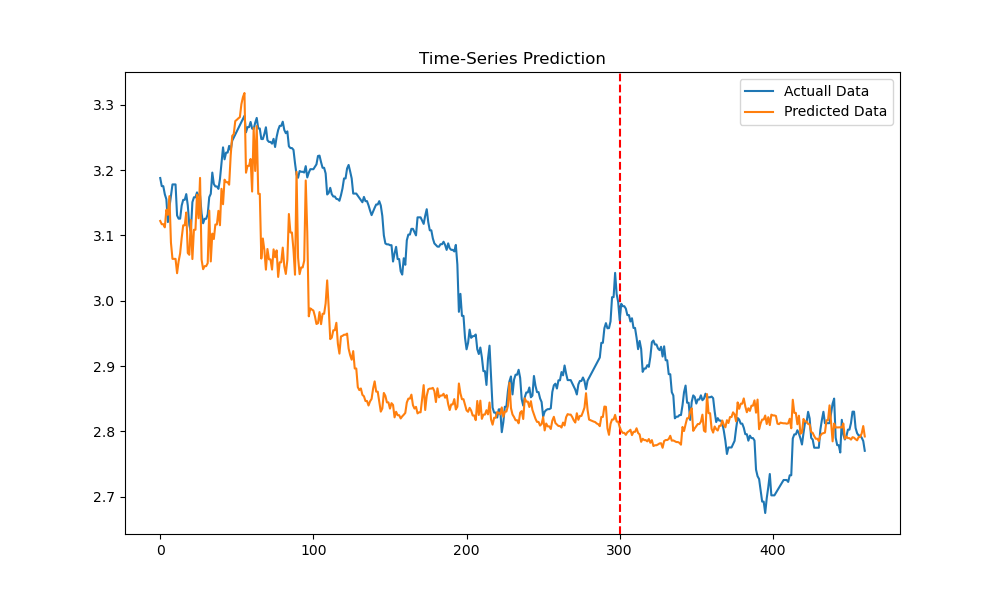 Time-Series Prediction
Actuall Data
Predicted Data
3.3
3.2
3.1
3.0
2.9
2.8
2.7
0 100 200 300 400